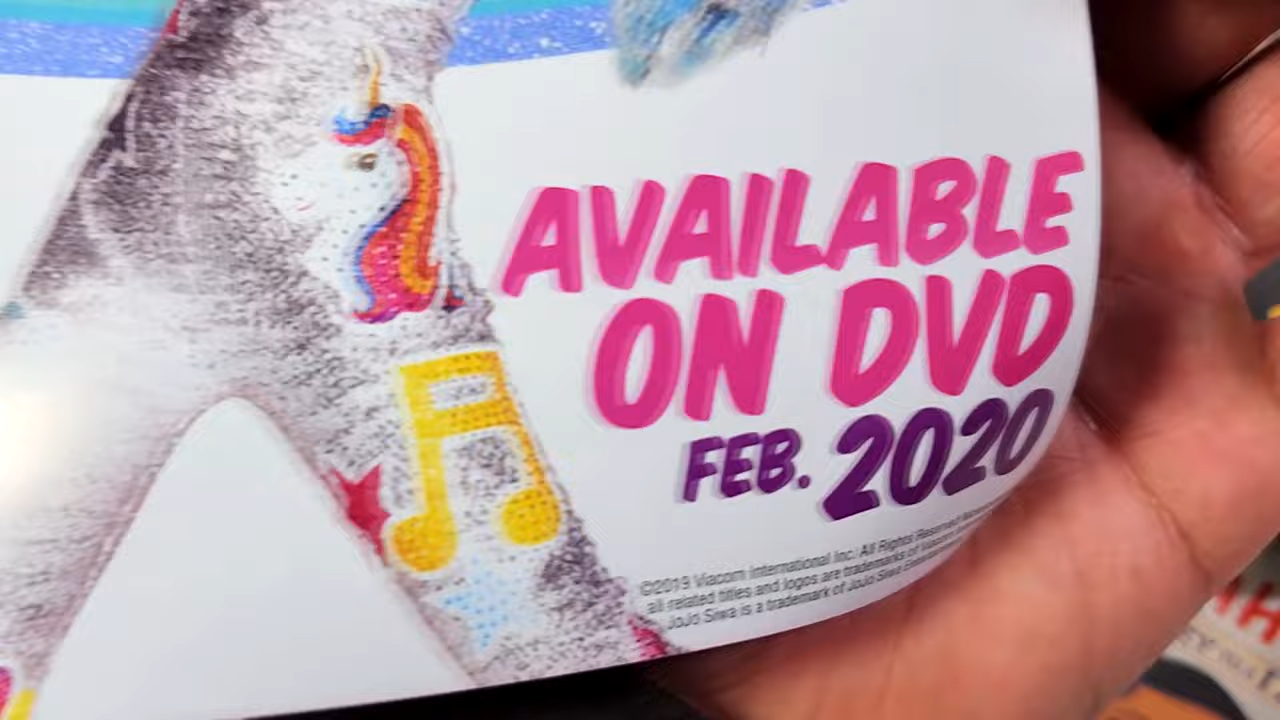 AVAILABLE
ON DVD
FEB. 2020
©2019 Viacom International Inc. All Rights Reserved
all related titles and logos are trademarks of Viacom
JoJo Siwa is a trademark of JoJo Siwa